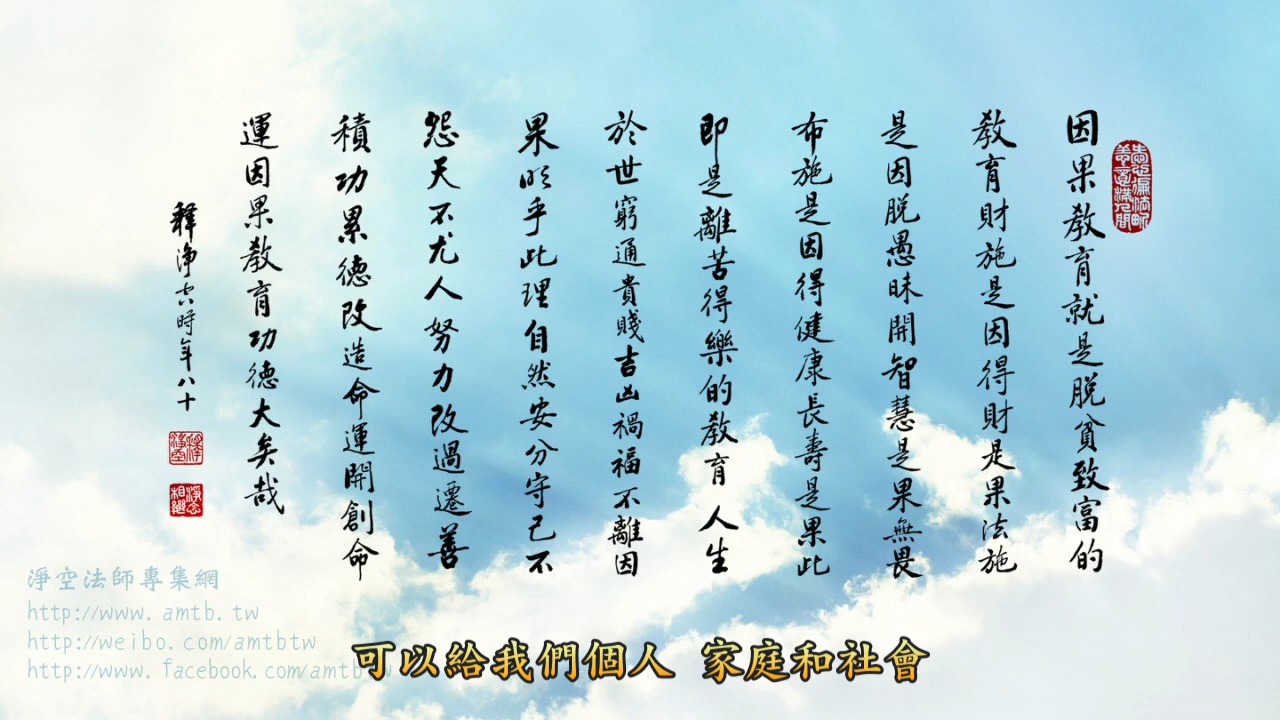 因果教育就是脱貧致富的
教育財施是因得財是果法施
是因脱愚昧開智慧是果無畏
布施是因得健康長壽是果此
即是離苦得樂的教育人生
於世窮通貴賤吉凶禍福不離因
果明乎此理自然安分守己不
怨天不尤人努力改過遷善
積功累德改造命運開創命
運因果教育功德大矣哉
釋淨空時年八十
淨空法師專集網
http://www.amtb.tw
http://weibo.com/amtbtw
http://www.facebook.com/amtb
可以給我們個人 家庭和社會